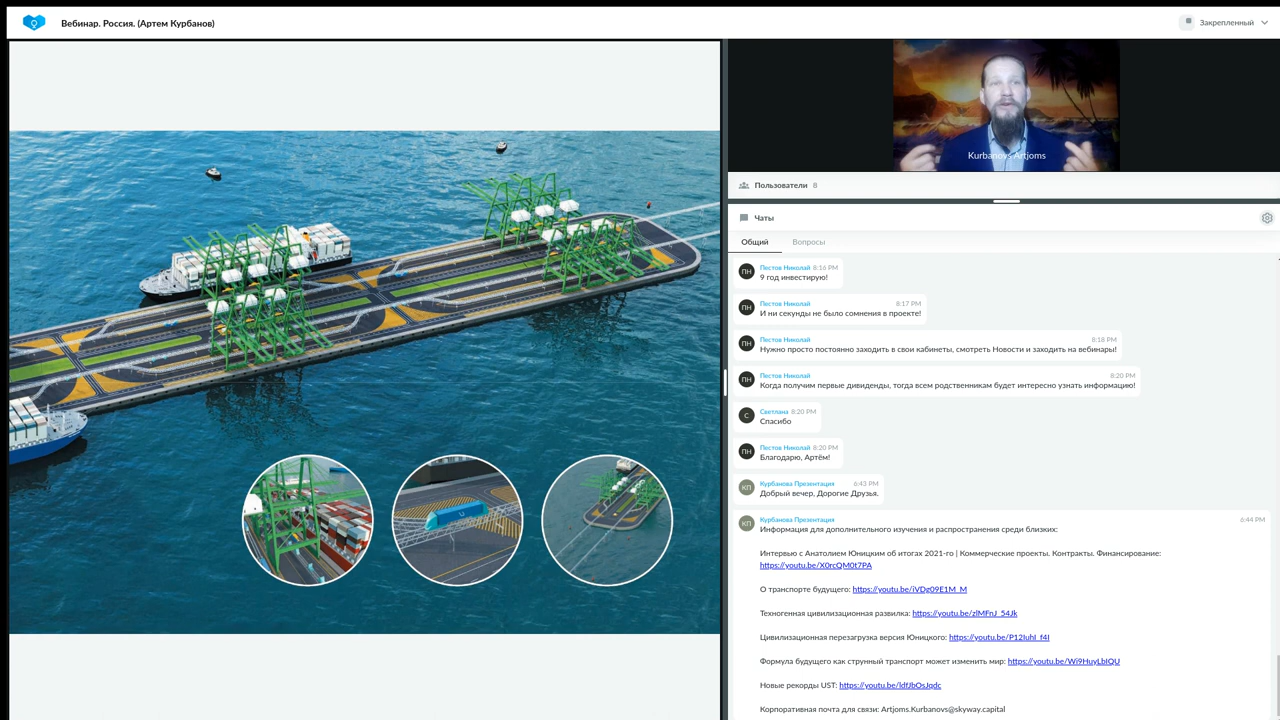 Вебинар. Россия. (Артем Курбанов)
Закрепленный
Kurbanovs Artjoms
Пользователи 8
Чаты
Общий Вопросы
ПН Пестов Николай 8:16 PM
9 год инвестирую!
ПН Пестов Николай 8:17 PM
И ни секунды не было сомнения в проекте!
ПН Пестов Николай 8:18 PM
Нужно просто постоянно заходить в свои кабинеты, смотреть Новости и заходить на вебинары!
ПН Пестов Николай 8:20 PM
Когда получим первые дивиденды, тогда всем родственникам будет интересно узнать информацию!
С Светлана 8:20 PM
Спасибо
ПН Пестов Николай 8:20 PM
Благодарю, Артём!
КП Курбанова Презентация 6:43 PM
Добрый вечер, Дорогие Друзья.
КП Курбанова Презентация 6:44 PM
Информация для дополнительного изучения и распространения среди близких:
Интервью с Анатолием Юницким об итогах 2021-го | Коммерческие проекты. Контракты. Финансирование:
https://youtu.be/X0rcQM0t7PA
О транспорте будущего: https://youtu.be/iVDg09E1M_M
Техногенная цивилизационная развилка: https://youtu.be/zlMFnJ_54Jk
Цивилизационная перезагрузка версия Юницкого: https://youtu.be/P12IuhI_f4I
Формула будущего как струнный транспорт может изменить мир: https://youtu.be/Wi9HuyLbIQU
Новые рекорды UST: https://youtu.be/ldfJbOsJqdc
Корпоративная почта для связи: Artjoms.Kurbanovs@skyway.capital